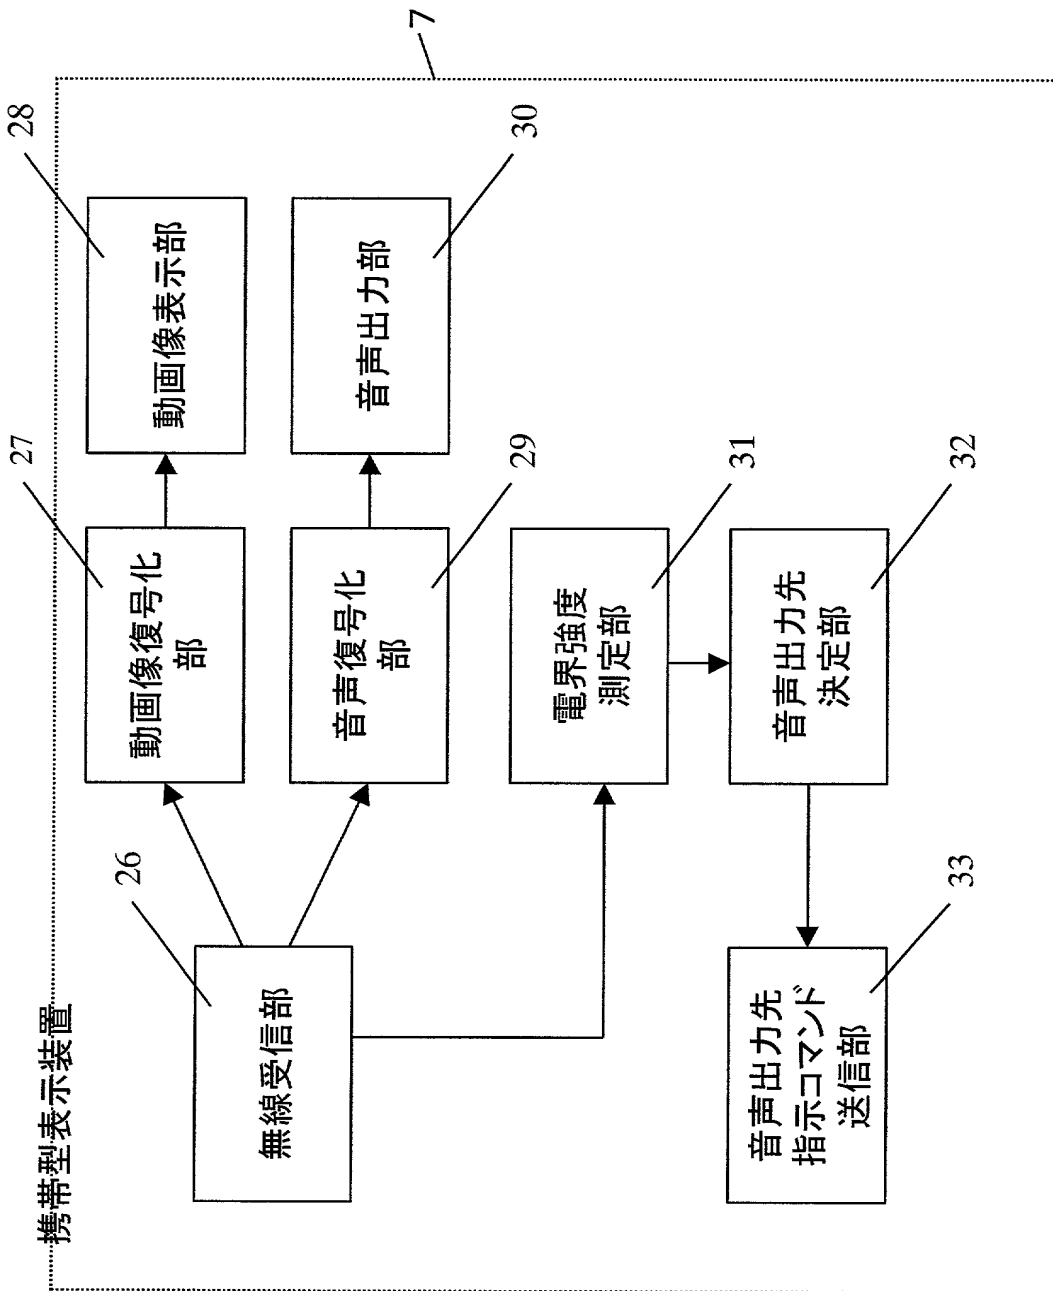 携帯型表示装置
7
無線受信部
26
動画像復号化
部
27
動画像表示部
28
音声復号化
部
29
音声出力部
30
電界強度
測定部
31
音声出力先
決定部
32
音声出力先
指示コマンド
送信部
33